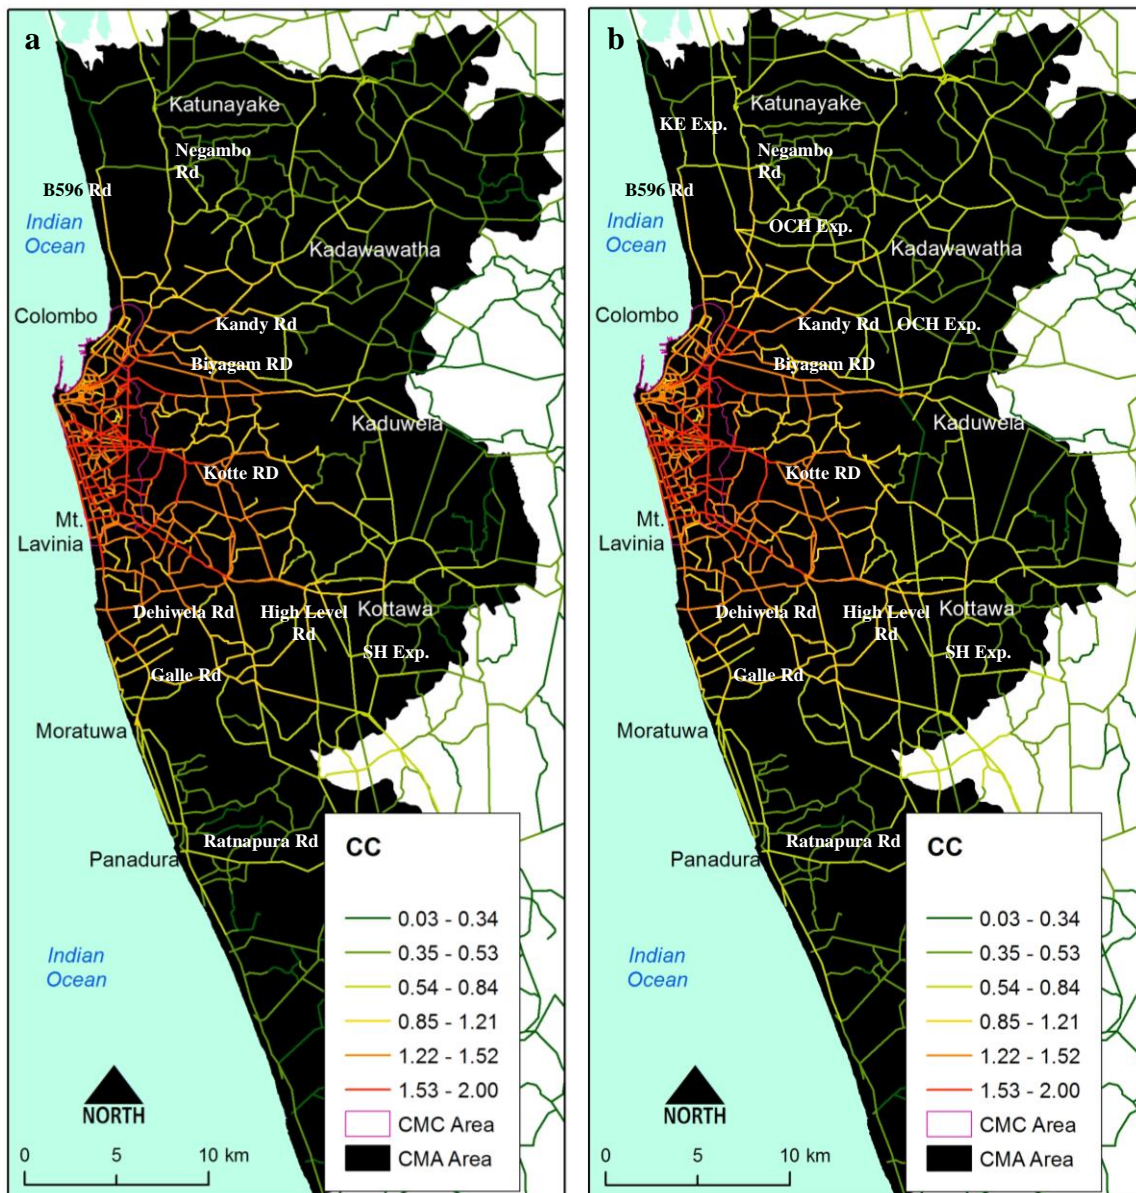 a
Katunayake
Negambo
Rd
B596 Rd
Indian
Ocean
Kadawawatha
Colombo
Kandy Rd
Biyagam RD
Kaduwela
Kotte RD
Mt.
Lavinia
Dehiwela Rd
High Level
Rd
Kottawa
SH Exp.
Galle Rd
Moratuwa
Ratnapura Rd
Panadura
Indian
Ocean
NORTH
0 5 10 km
CC
0.03 - 0.34
0.35 - 0.53
0.54 - 0.84
0.85 - 1.21
1.22 - 1.52
1.53 - 2.00
CMC Area
CMA Area
b
Katunayake
KE Exp.
Negambo
Rd
B596 Rd
Indian
Ocean
OCH Exp.
Kadawawatha
Colombo
Kandy Rd
OCH Exp.
Biyagam RD
Kaduwela
Kotte RD
Mt.
Lavinia
Dehiwela Rd
High Level
Rd
Kottawa
SH Exp.
Galle Rd
Moratuwa
Ratnapura Rd
Panadura
Indian
Ocean
NORTH
0 5 10 km
CC
0.03 - 0.34
0.35 - 0.53
0.54 - 0.84
0.85 - 1.21
1.22 - 1.52
1.53 - 2.00
CMC Area
CMA Area